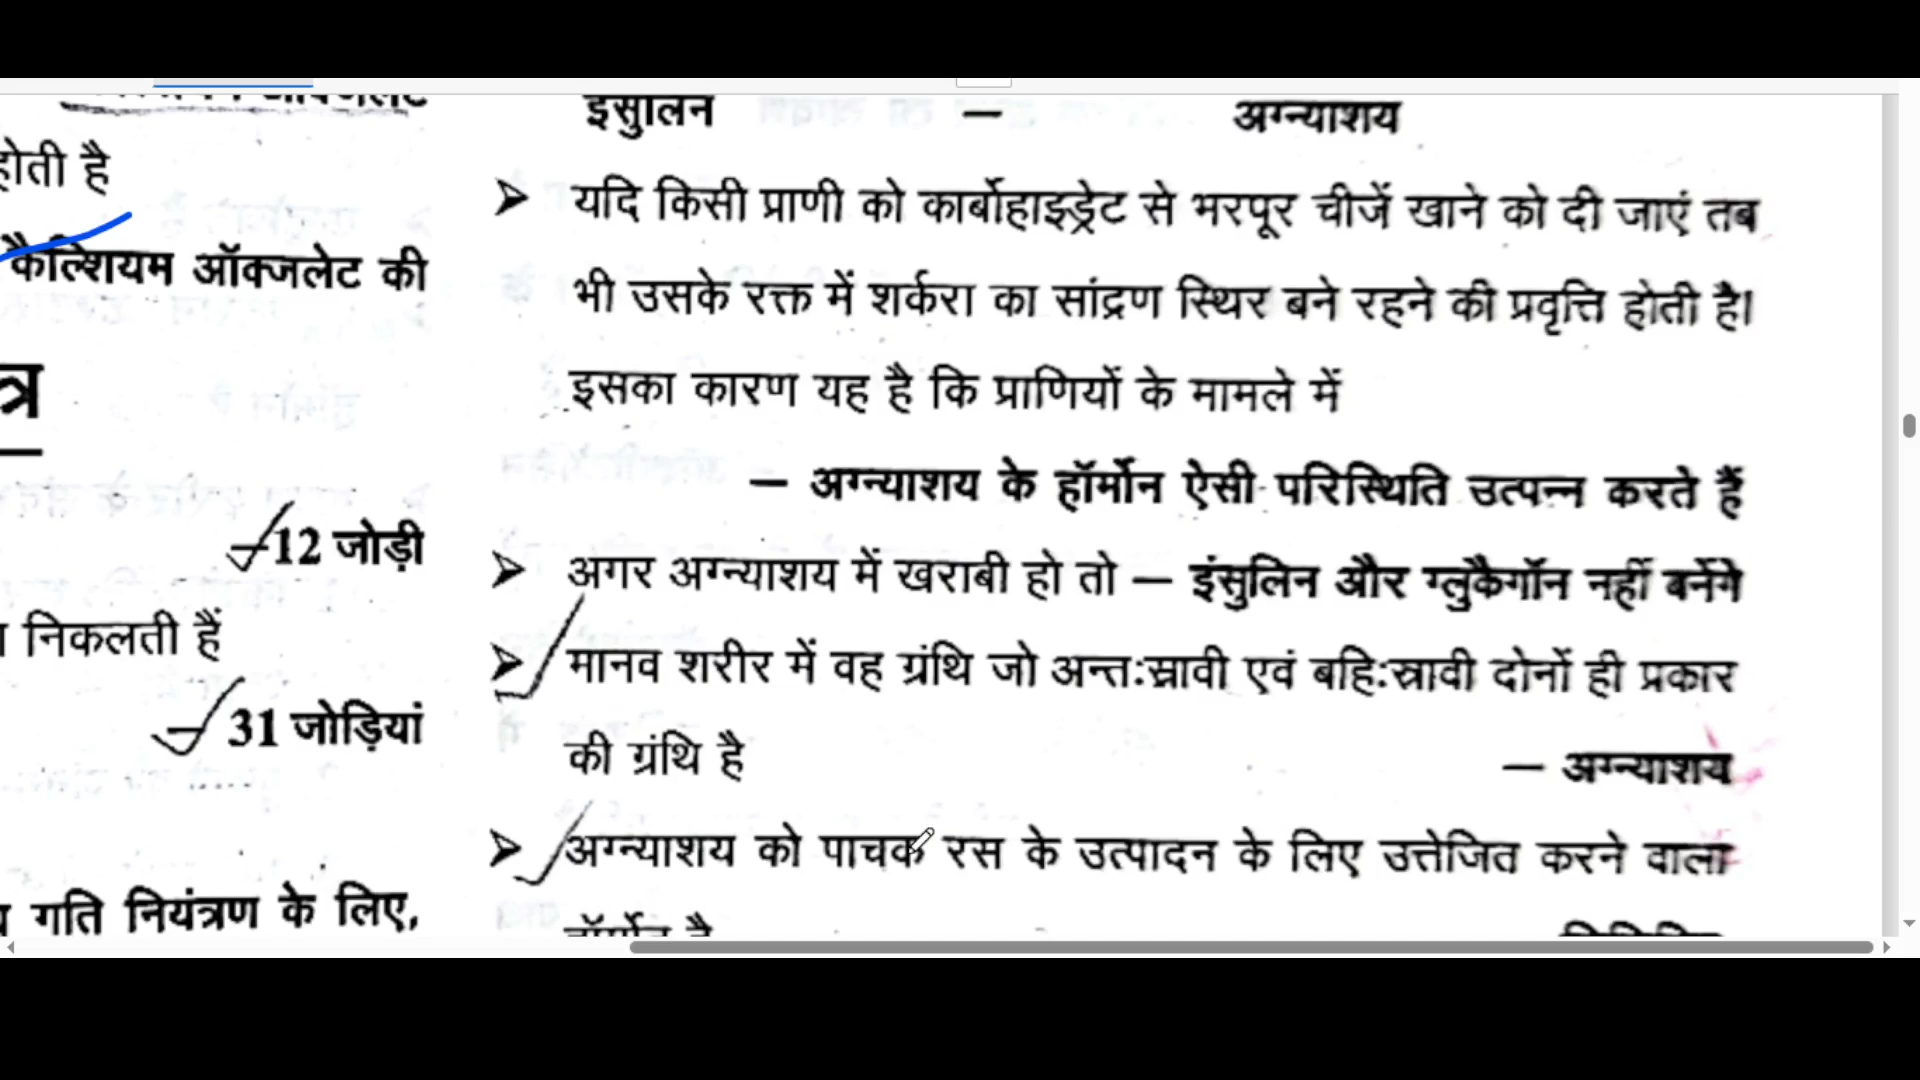 होती है
कैल्शियम ऑक्जलेट की
त्र
12 जोड़ी
निकलती हैं
31 जोड़ियां
गति नियंत्रण के लिए,
इंसुलिन — अग्न्याशय
➤ यदि किसी प्राणी को कार्बोहाइड्रेट से भरपूर चीजें खाने को दी जाएं तब
भी उसके रक्त में शर्करा का सांद्रण स्थिर बने रहने की प्रवृत्ति होती है।
इसका कारण यह है कि प्राणियों के मामले में
— अग्न्याशय के हॉर्मोन ऐसी परिस्थिति उत्पन्न करते हैं
➤ अगर अग्न्याशय में खराबी हो तो — इंसुलिन और ग्लुकैगॉन नहीं बनेंगे
➤ मानव शरीर में वह ग्रंथि जो अन्तःस्रावी एवं बहिःस्रावी दोनों ही प्रकार
की ग्रंथि है — अग्न्याशय
➤ अग्न्याशय को पाचक रस के उत्पादन के लिए उत्तेजित करने वाला